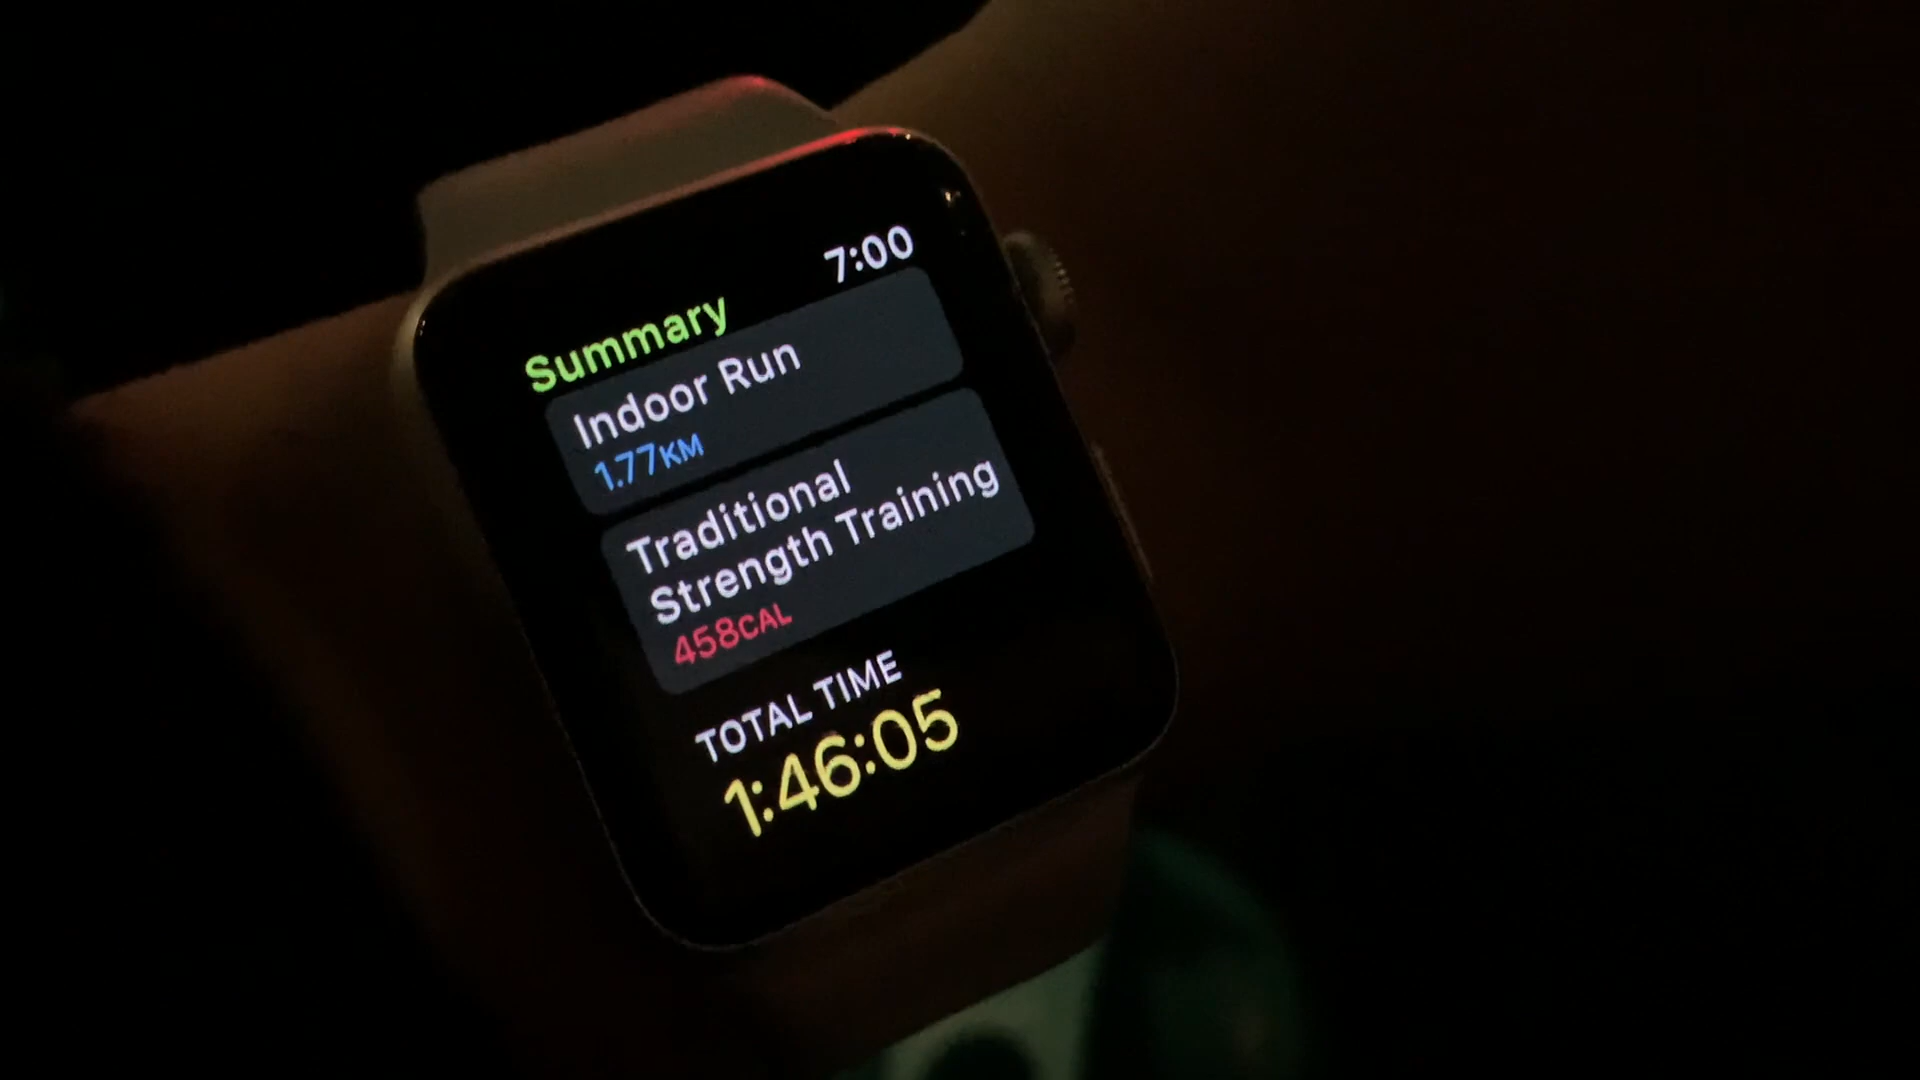 7:00
Summary
Indoor Run
1.77KM
Traditional
Strength Training
458CAL
TOTAL TIME
1:46:05